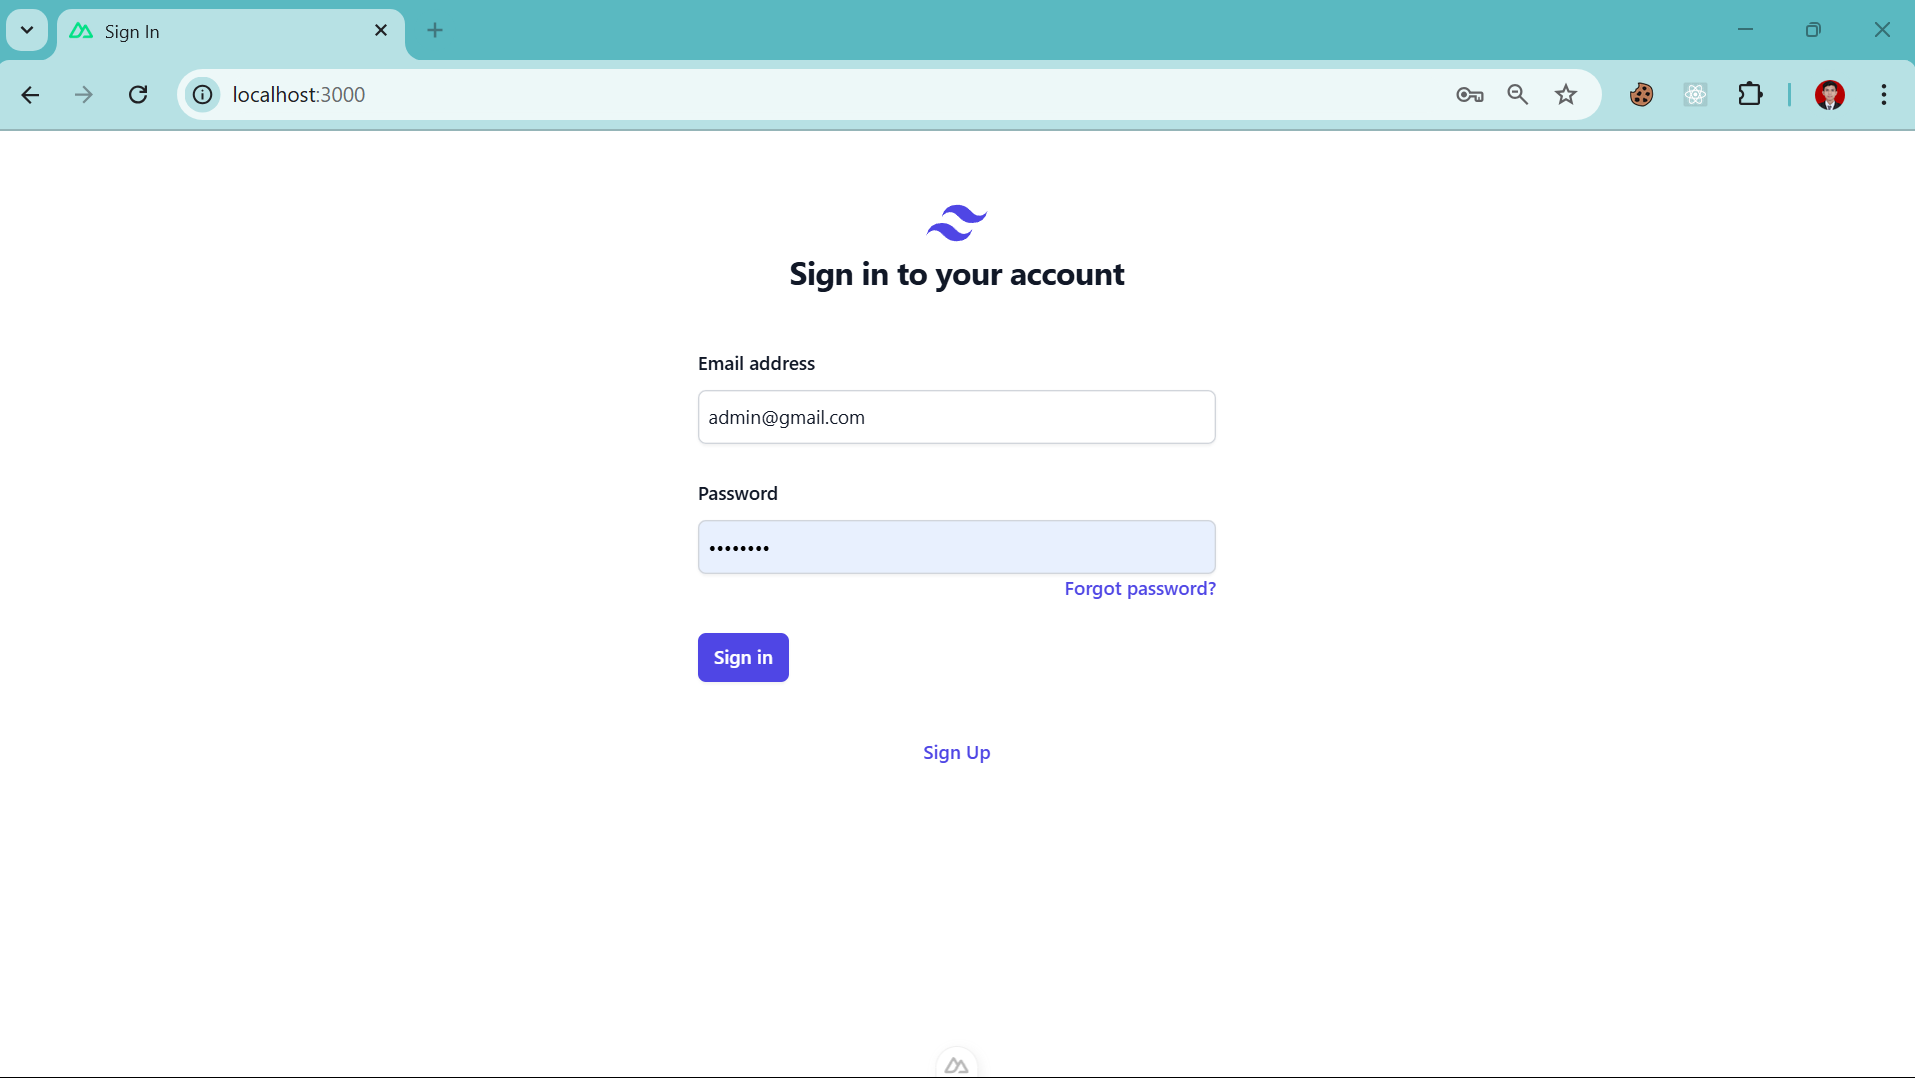 Sign In
localhost:3000
Sign in to your account
Email address
admin@gmail.com
Password
••••••••
Forgot password?
Sign in
Sign Up